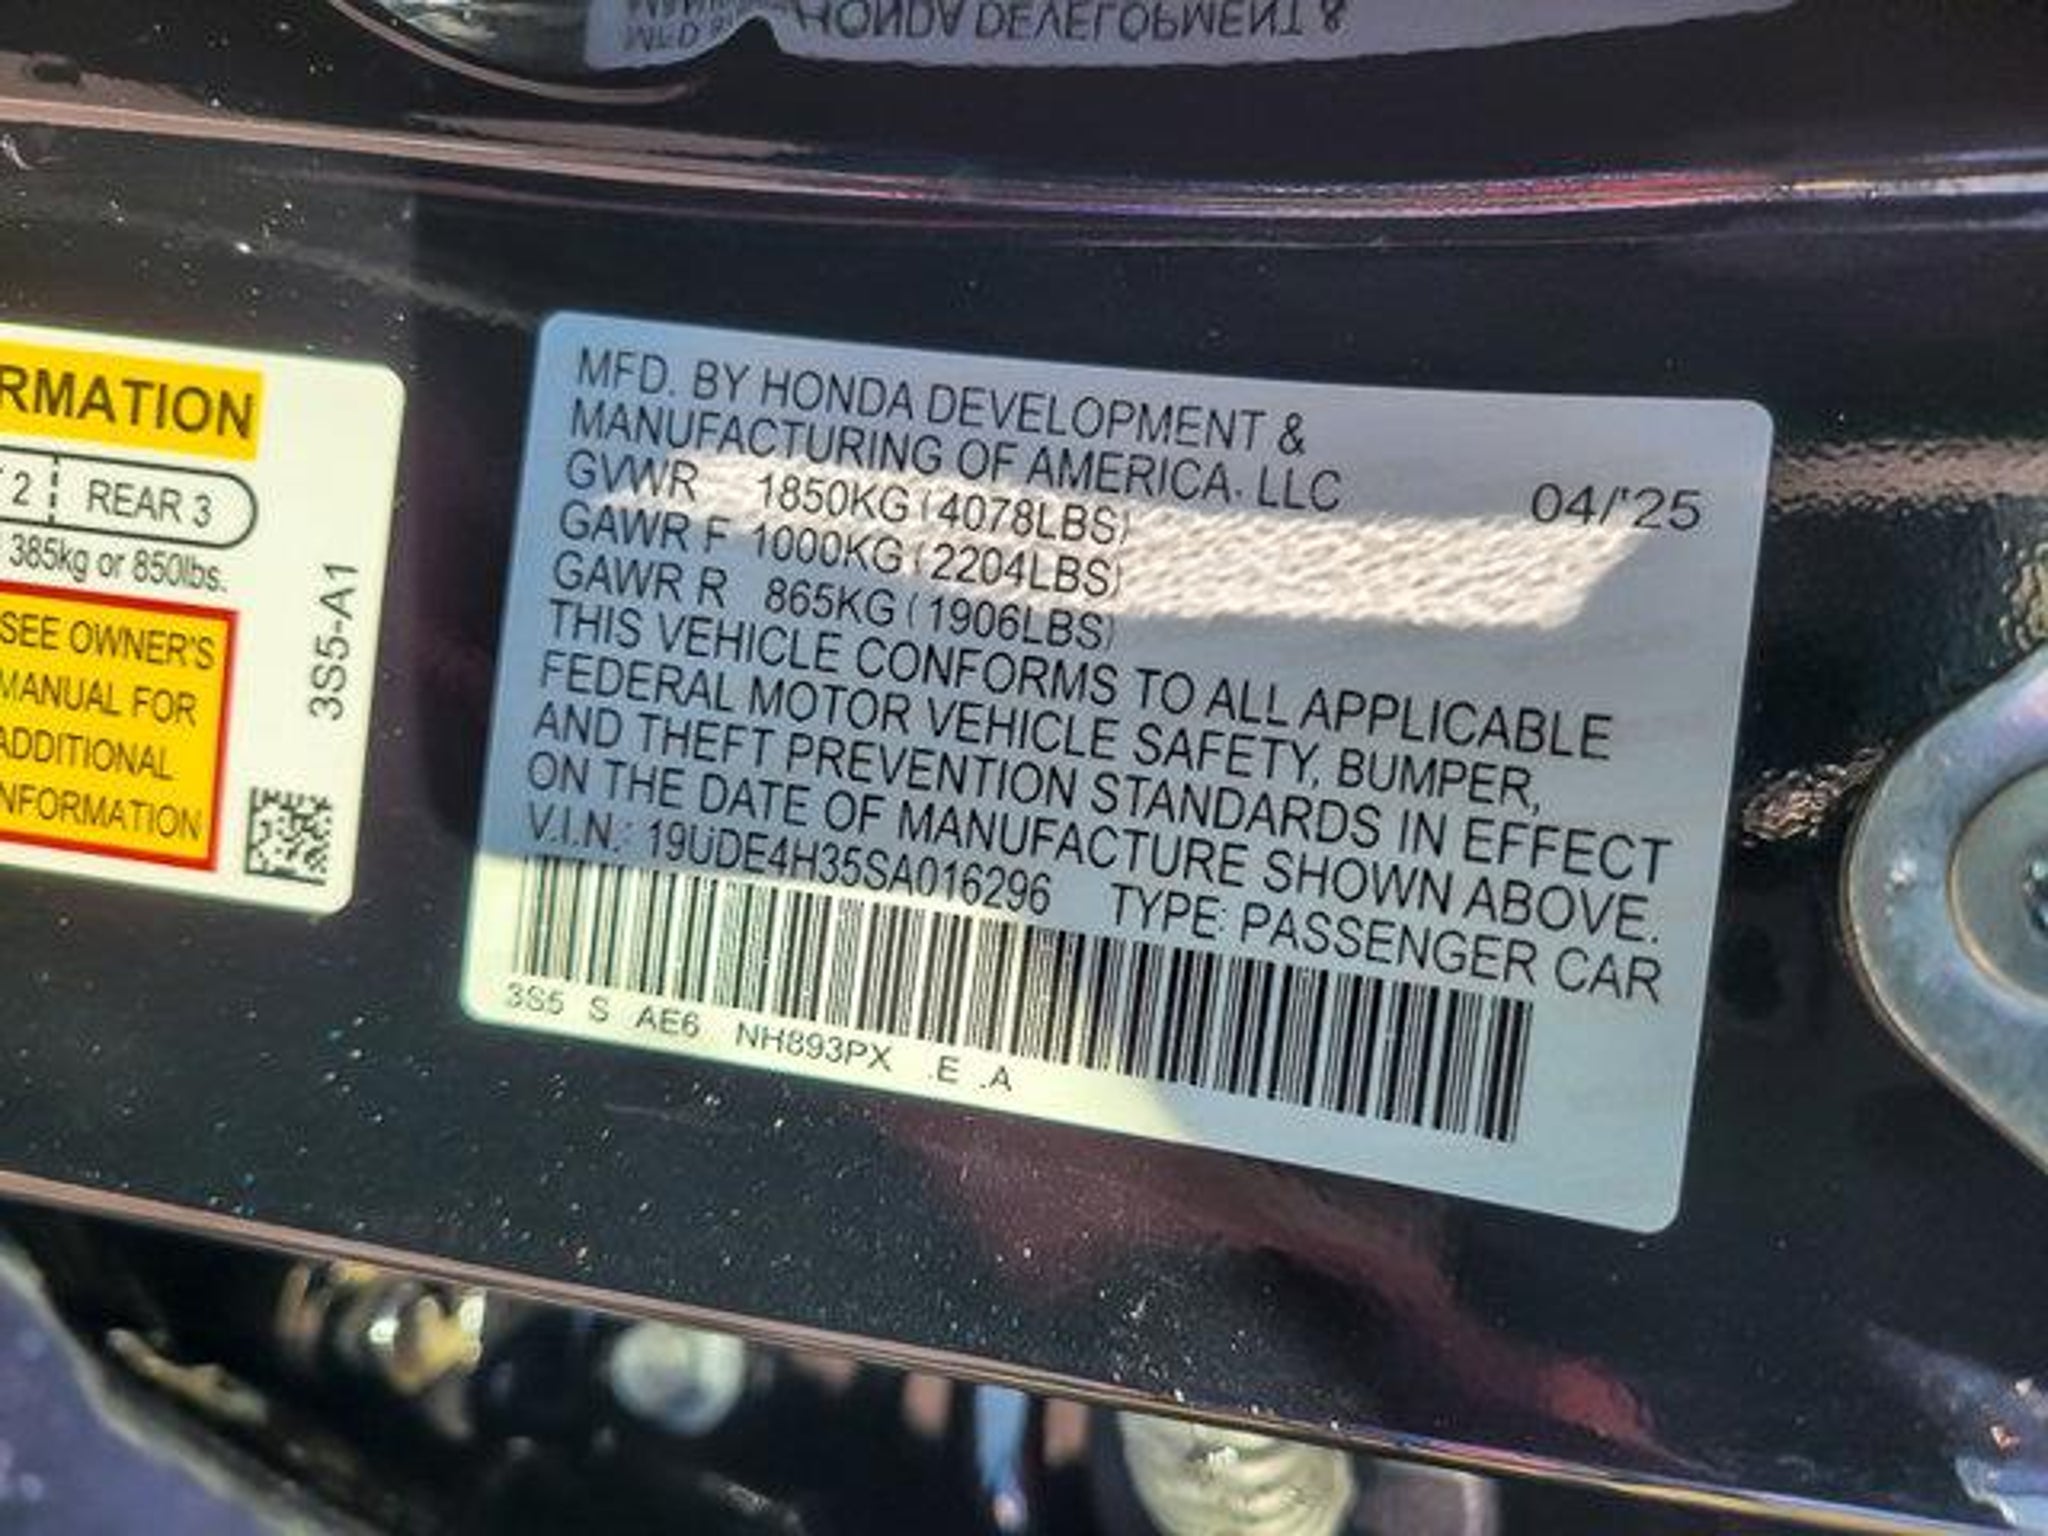 HONDA DEVELOPMENT &
RMATION
2 REAR 3
385kg or 850lbs.
SEE OWNER'S
MANUAL FOR
ADDITIONAL
NFORMATION
3S5-A1
MFD. BY HONDA DEVELOPMENT &
MANUFACTURING OF AMERICA. LLC
04/'25
GVWR 1850KG (4078LBS)
GAWR F 1000KG (2204LBS)
GAWR R 865KG (1906LBS)
THIS VEHICLE CONFORMS TO ALL APPLICABLE
FEDERAL MOTOR VEHICLE SAFETY, BUMPER,
AND THEFT PREVENTION STANDARDS IN EFFECT
ON THE DATE OF MANUFACTURE SHOWN ABOVE.
V.I.N.: 19UDE4H35SA016296 TYPE: PASSENGER CAR
3S5 S AE6 NH893PX .E .A